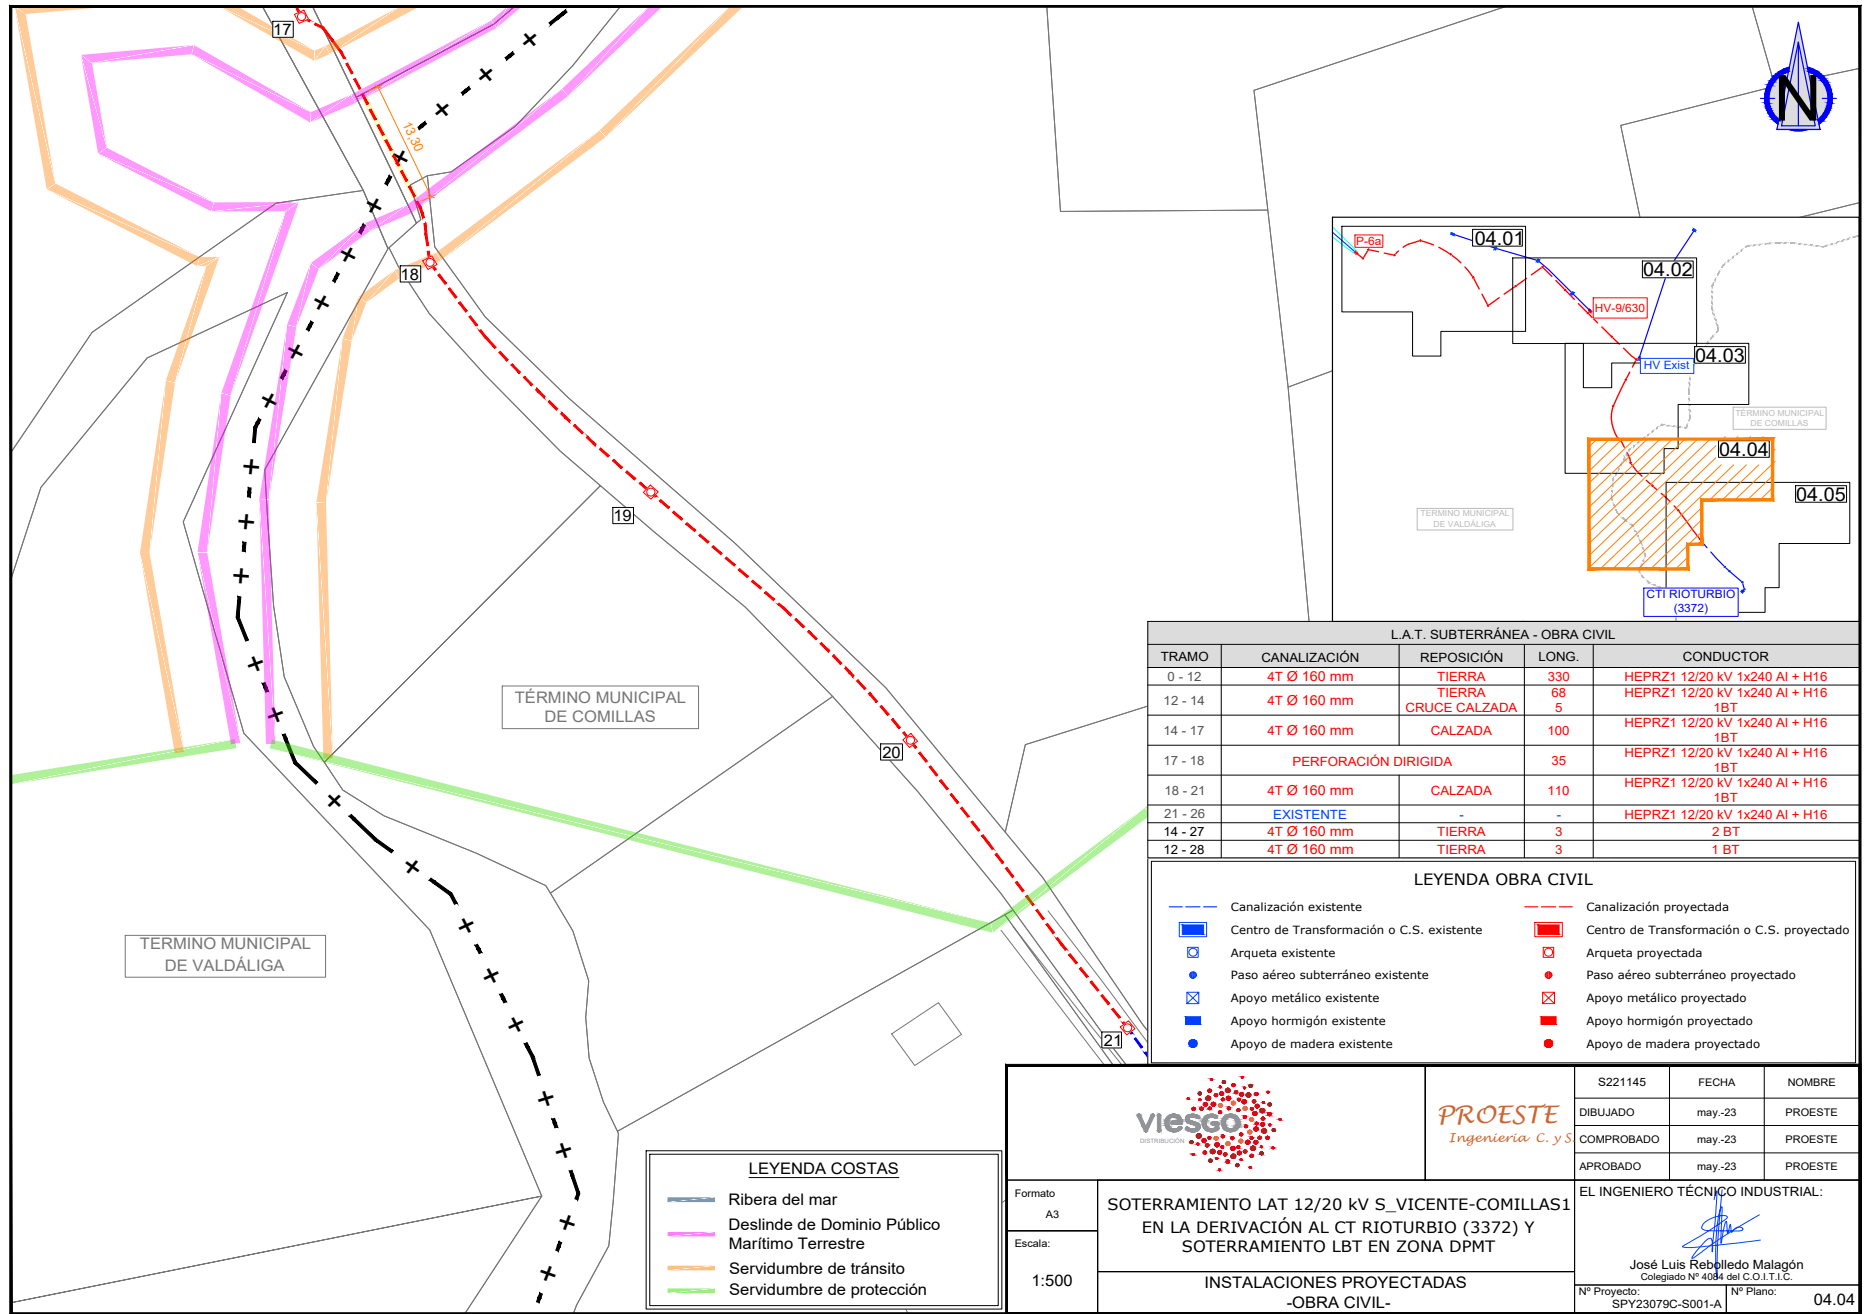 17
13,30
18
19
20
21
TÉRMINO MUNICIPAL
DE COMILLAS
TERMINO MUNICIPAL
DE VALDÁLIGA
N
P-6a
04.01
04.02
HV-9/630
04.03
HV Exist
TÉRMINO MUNICIPAL
DE COMILLAS
04.04
04.05
TERMINO MUNICIPAL
DE VALDÁLIGA
CTI RIOTURBIO
(3372)
L.A.T. SUBTERRÁNEA - OBRA CIVIL
TRAMO CANALIZACIÓN REPOSICIÓN LONG. CONDUCTOR
0 - 12 4T Ø 160 mm TIERRA 330 HEPRZ1 12/20 kV 1x240 Al + H16
12 - 14 4T Ø 160 mm TIERRA 68 HEPRZ1 12/20 kV 1x240 Al + H16
CRUCE CALZADA 5 1BT
14 - 17 4T Ø 160 mm CALZADA 100 HEPRZ1 12/20 kV 1x240 Al + H16
1BT
17 - 18 PERFORACIÓN DIRIGIDA 35 HEPRZ1 12/20 kV 1x240 Al + H16
1BT
18 - 21 4T Ø 160 mm CALZADA 110 HEPRZ1 12/20 kV 1x240 Al + H16
1BT
21 - 26 EXISTENTE - - HEPRZ1 12/20 kV 1x240 Al + H16
14 - 27 4T Ø 160 mm TIERRA 3 2 BT
12 - 28 4T Ø 160 mm TIERRA 3 1 BT
LEYENDA OBRA CIVIL
Canalización existente Canalización proyectada
Centro de Transformación o C.S. existente Centro de Transformación o C.S. proyectado
Arqueta existente Arqueta proyectada
Paso aéreo subterráneo existente Paso aéreo subterráneo proyectado
Apoyo metálico existente Apoyo metálico proyectado
Apoyo hormigón existente Apoyo hormigón proyectado
Apoyo de madera existente Apoyo de madera proyectado
LEYENDA COSTAS
Ribera del mar
Deslinde de Dominio Público
Marítimo Terrestre
Servidumbre de tránsito
Servidumbre de protección
viesgo
DISTRIBUCIÓN
PROESTE
Ingeniería C. y S.
S221145 FECHA NOMBRE
DIBUJADO may.-23 PROESTE
COMPROBADO may.-23 PROESTE
APROBADO may.-23 PROESTE
Formato
A3
Escala:
1:500
SOTERRAMIENTO LAT 12/20 kV S_VICENTE-COMILLAS1
EN LA DERIVACIÓN AL CT RIOTURBIO (3372) Y
SOTERRAMIENTO LBT EN ZONA DPMT
INSTALACIONES PROYECTADAS
-OBRA CIVIL-
EL INGENIERO TÉCNICO INDUSTRIAL:
José Luis Rebolledo Malagón
Colegiado Nº 4084 del C.O.I.T.I.C.
Nº Proyecto:
SPY23079C-S001-A
Nº Plano:
04.04